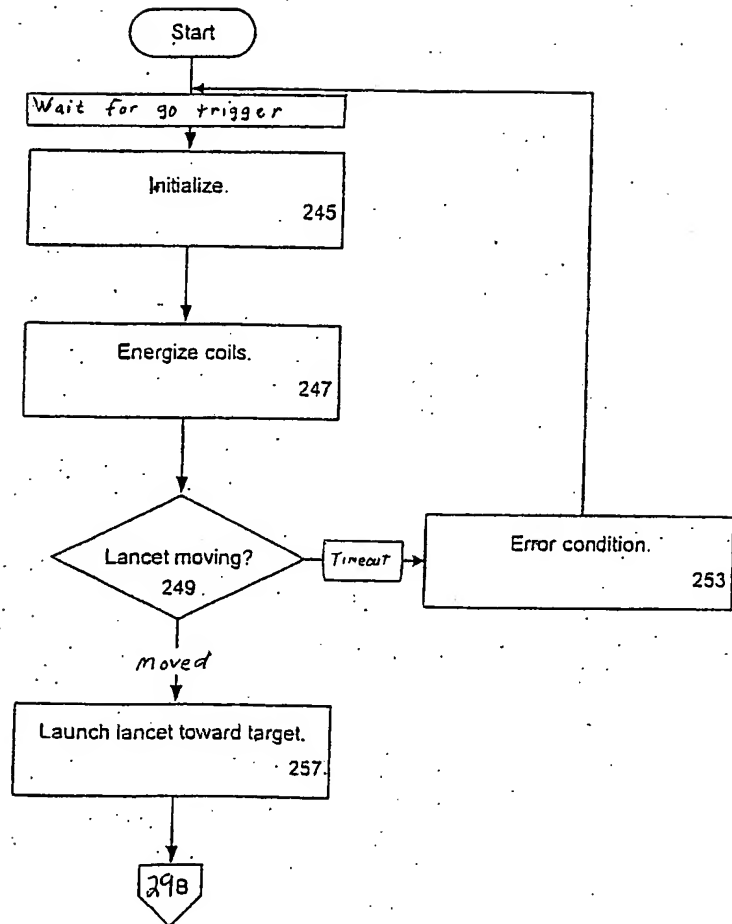 Start
Wait for go trigger
Initialize.
245
Energize coils.
247
Lancet moving?
249
Timeout
Error condition.
253
moved
Launch lancet toward target.
257.
29B